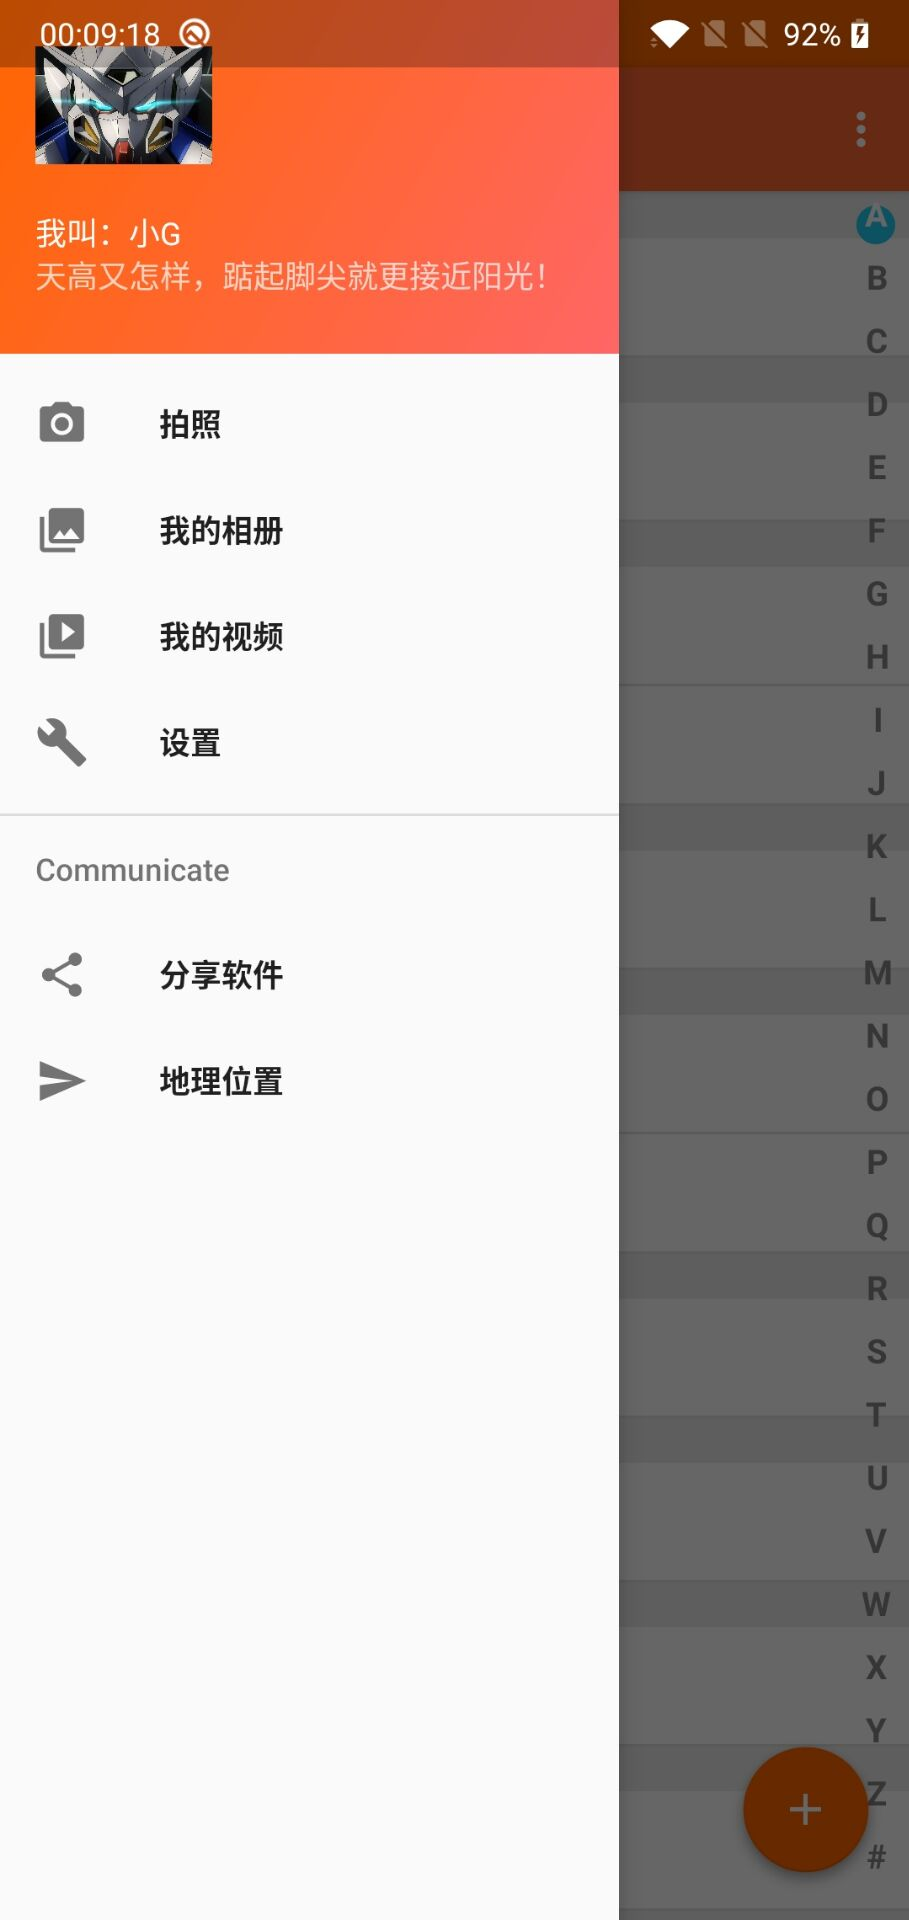 00:09:18
92%
我叫：小G
天高又怎样，踮起脚尖就更接近阳光！
拍照
我的相册
我的视频
设置
Communicate
分享软件
地理位置
A
B
C
D
E
F
G
H
I
J
K
L
M
N
O
P
Q
R
S
T
U
V
W
X
Y
Z
#